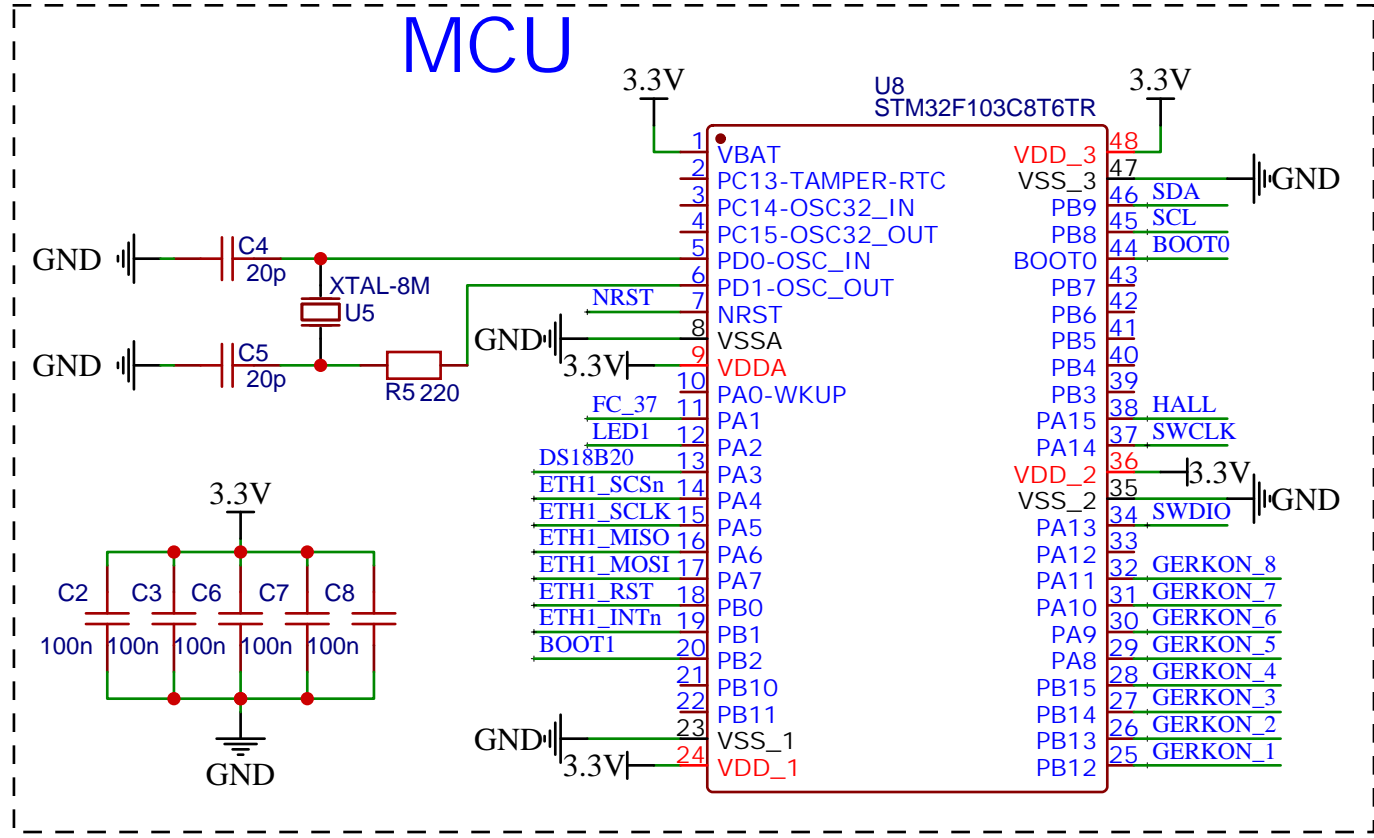 MCU
3.3V
U8
STM32F103C8T6TR
3.3V
1 VBAT
2 PC13-TAMPER-RTC
3 PC14-OSC32_IN
4 PC15-OSC32_OUT
5 PD0-OSC_IN
6 PD1-OSC_OUT
NRST 7 NRST
GND 8 VSSA
3.3V 9 VDDA
10 PA0-WKUP
FC_37 11 PA1
LED1 12 PA2
DS18B20 13 PA3
ETH1_SCSn 14 PA4
ETH1_SCLK 15 PA5
ETH1_MISO 16 PA6
ETH1_MOSI 17 PA7
ETH1_RST 18 PB0
ETH1_INTn 19 PB1
BOOT1 20 PB2
21 PB10
22 PB11
GND 23 VSS_1
3.3V 24 VDD_1
VDD_3 48
VSS_3 47 GND
PB9 46 SDA
PB8 45 SCL
BOOT0 44 BOOT0
PB7 43
PB6 42
PB5 41
PB4 40
PB3 39
PA15 38 HALL
PA14 37 SWCLK
VDD_2 36 3.3V
VSS_2 35 GND
PA13 34 SWDIO
PA12 33
PA11 32 GERKON_8
PA10 31 GERKON_7
PA9 30 GERKON_6
PA8 29 GERKON_5
PB15 28 GERKON_4
PB14 27 GERKON_3
PB13 26 GERKON_2
PB12 25 GERKON_1
GND C4
20p
XTAL-8M
U5
GND C5
20p
R5 220
3.3V
C2 C3 C6 C7 C8
100n 100n 100n 100n 100n
GND